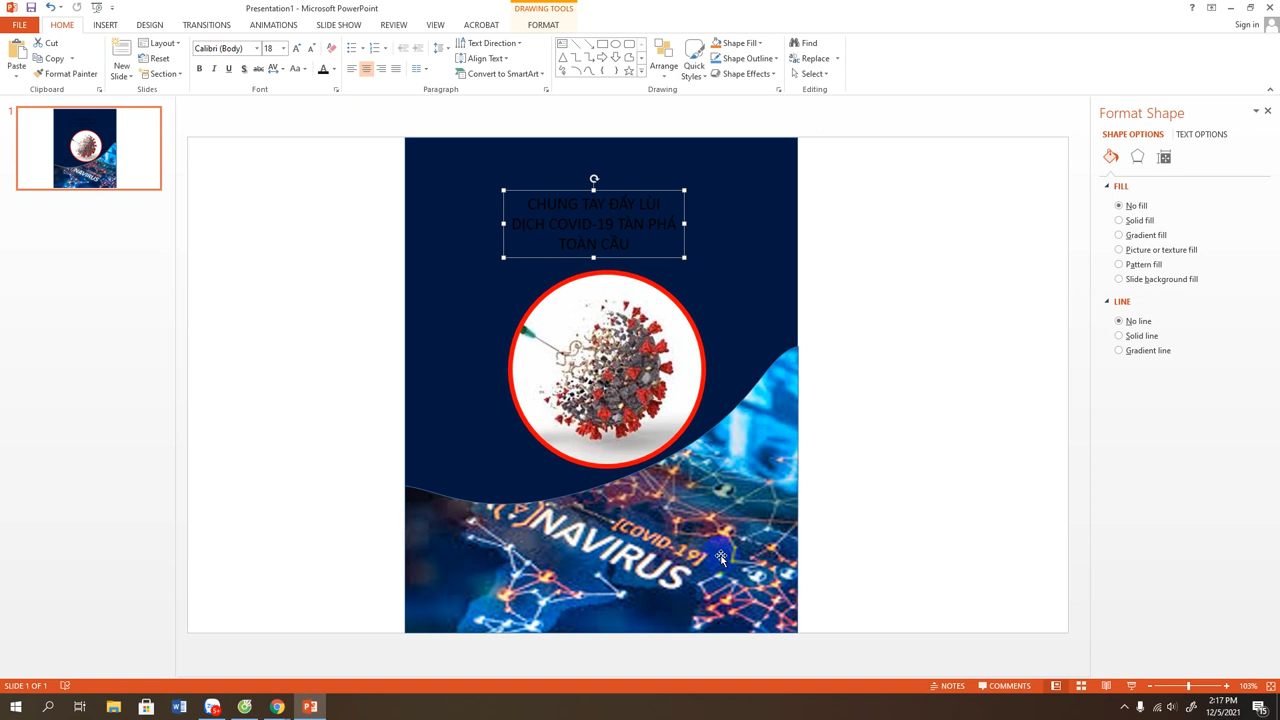 Presentation1 - Microsoft PowerPoint
DRAWING TOOLS
Sign in
FILE HOME INSERT DESIGN TRANSITIONS ANIMATIONS SLIDE SHOW REVIEW VIEW ACROBAT FORMAT
Paste
Cut
Copy
Format Painter
Clipboard
New Slide
Layout
Reset
Section
Slides
Calibri (Body) 18
B I U S abc AV Aa A
Font
Text Direction
Align Text
Convert to SmartArt
Paragraph
Arrange
Quick Styles
Shape Fill
Shape Outline
Shape Effects
Drawing
Find
Replace
Select
Editing
1
CHUNG TAY ĐẨY LÙI
DỊCH COVID-19 TÀN PHÁ
TOÀN CẦU
[COVID-19]
NAVIRUS
Format Shape
SHAPE OPTIONS TEXT OPTIONS
FILL
No fill
Solid fill
Gradient fill
Picture or texture fill
Pattern fill
Slide background fill
LINE
No line
Solid line
Gradient line
SLIDE 1 OF 1
NOTES COMMENTS 103%
2:17 PM
12/5/2021